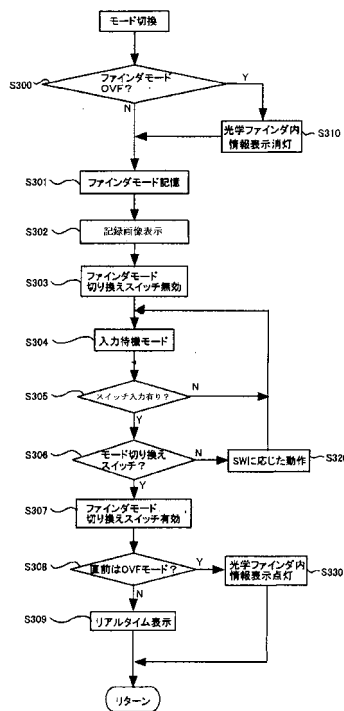 モード切換
S300
ファインダモード
OVF?
Y
N
光学ファインダ内
情報表示消灯
S310
S301
ファインダモード記憶
S302
記録画像表示
S303
ファインダモード
切り換えスイッチ無効
S304
入力待機モード
S305
スイッチ入力有り?
N
Y
S306
モード切り換え
スイッチ?
N
SWに応じた動作
S320
Y
S307
ファインダモード
切り換えスイッチ有効
S308
直前はOVFモード?
Y
光学ファインダ内
情報表示点灯
S330
N
S309
リアルタイム表示
リターン